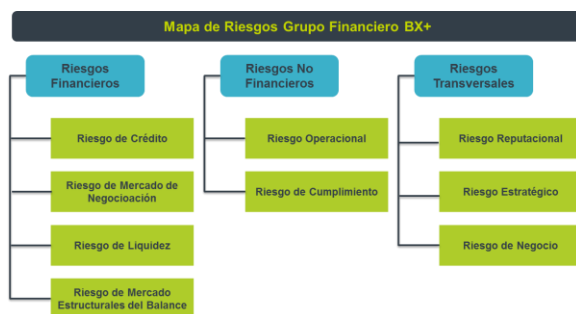 Mapa de Riesgos Grupo Financiero BX+
Riesgos
Financieros
Riesgo de Crédito
Riesgo de Mercado de
Negocioación
Riesgo de Liquidez
Riesgo de Mercado
Estructurales del Balance
Riesgos No
Financieros
Riesgo Operacional
Riesgo de Cumplimiento
Riesgos
Transversales
Riesgo Reputacional
Riesgo Estratégico
Riesgo de Negocio